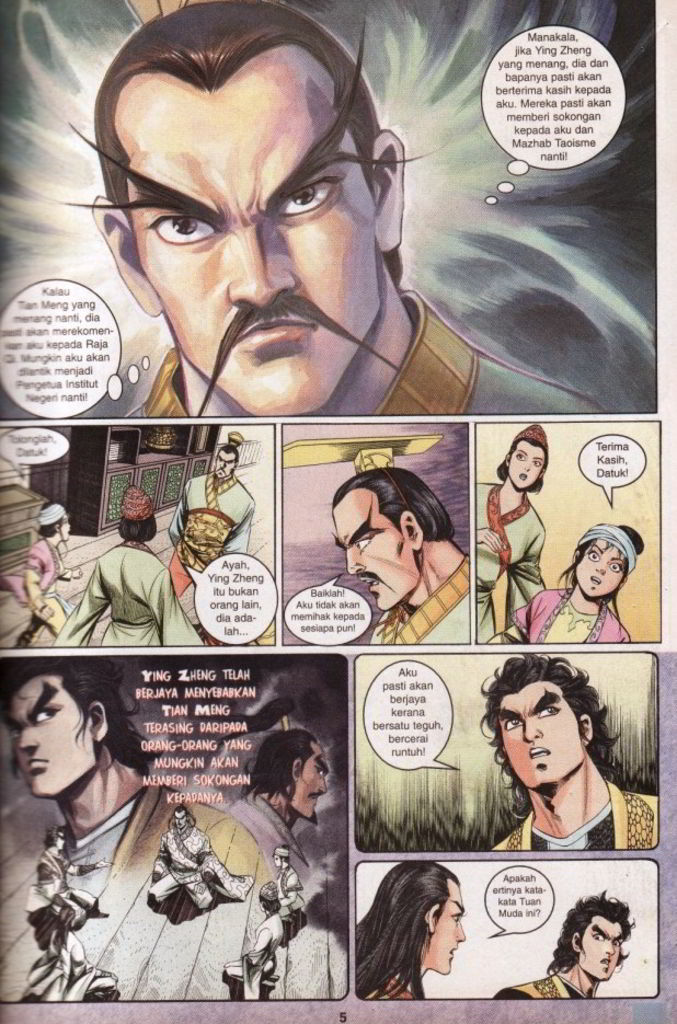 Manakala,
jika Ying Zheng
yang menang, dia dan
bapanya pasti akan
berterima kasih kepada
aku. Mereka pasti akan
memberi sokongan
kepada aku dan
Mazhab Taoisme
nanti!
Kalau
Tian Meng yang
menang nanti, dia
pasti akan merekomen-
kan aku kepada Raja
Qi. Mungkin aku akan
dilantik menjadi
Pengetua Institut
Negeri nanti!
Tolonglah,
Datuk!
Ayah,
Ying Zheng
itu bukan
orang lain,
dia ada-
lah...
Baiklah!
Aku tidak akan
memihak kepada
sesiapa pun!
Terima
Kasih,
Datuk!
YING ZHENG TELAH
BERJAYA MENYEBABKAN
TIAN MENG
TERASING DARIPADA
ORANG-ORANG YANG
MUNGKIN AKAN
MEMBERI SOKONGAN
KEPADANYA.
Aku
pasti akan
berjaya
kerana
bersatu teguh,
bercerai
runtuh!
Apakah
ertinya kata-
kata Tuan
Muda ini?
5